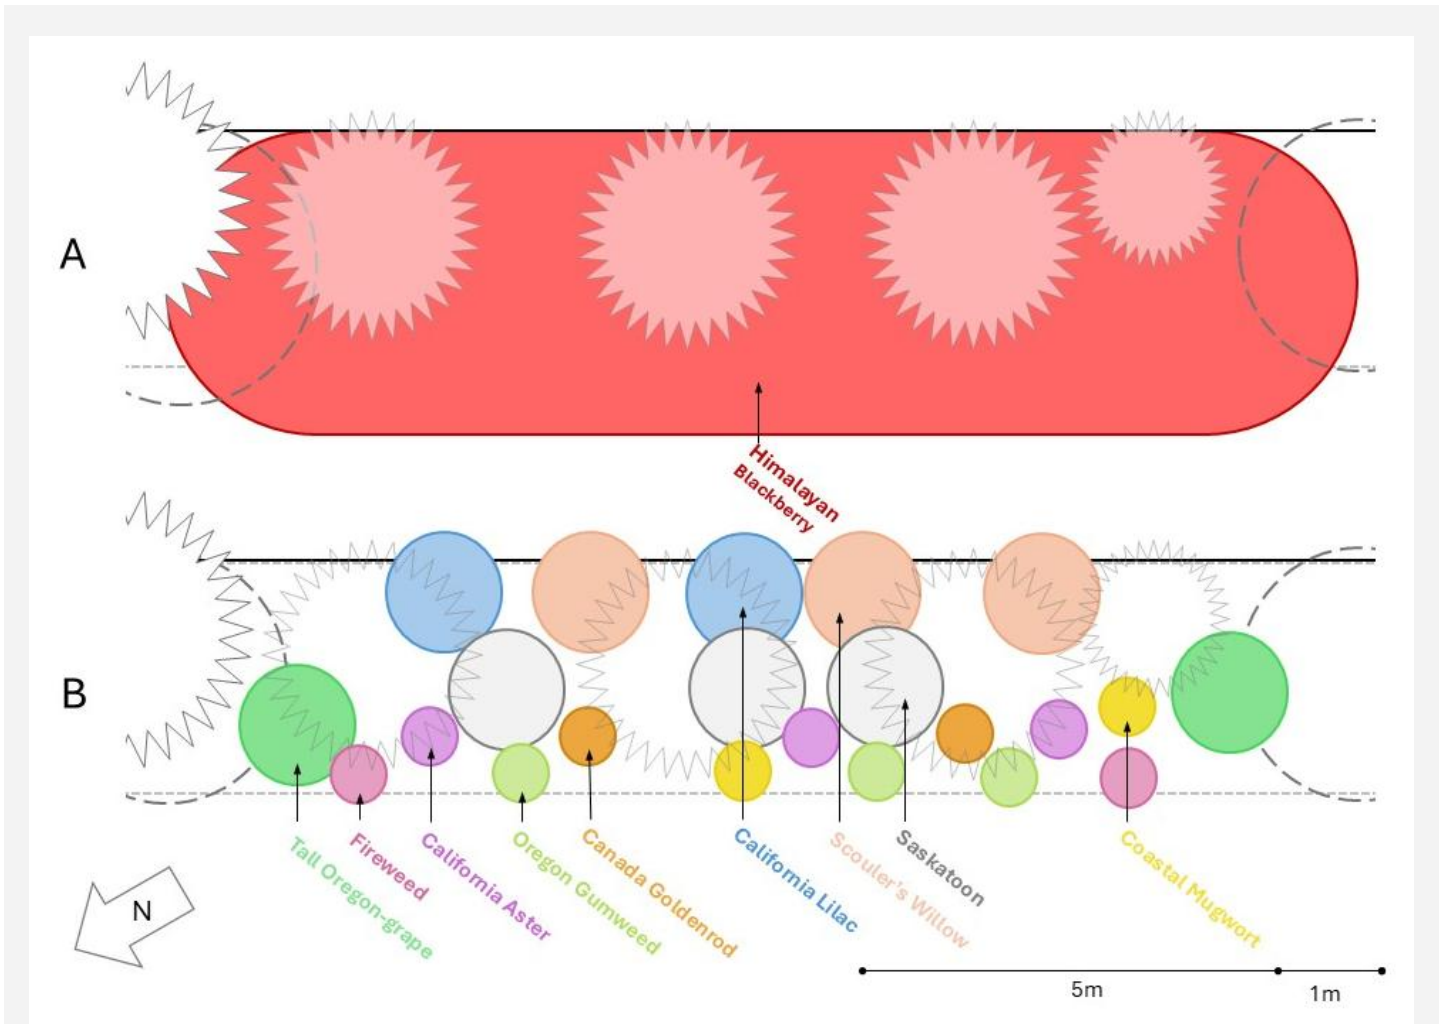 A
Himalayan
Blackberry
B
Tall Oregon-grape
Fireweed
California Aster
Oregon Gumweed
Canada Goldenrod
California Lilac
Scouler's Willow
Saskatoon
Coastal Mugwort
N
5m
1m